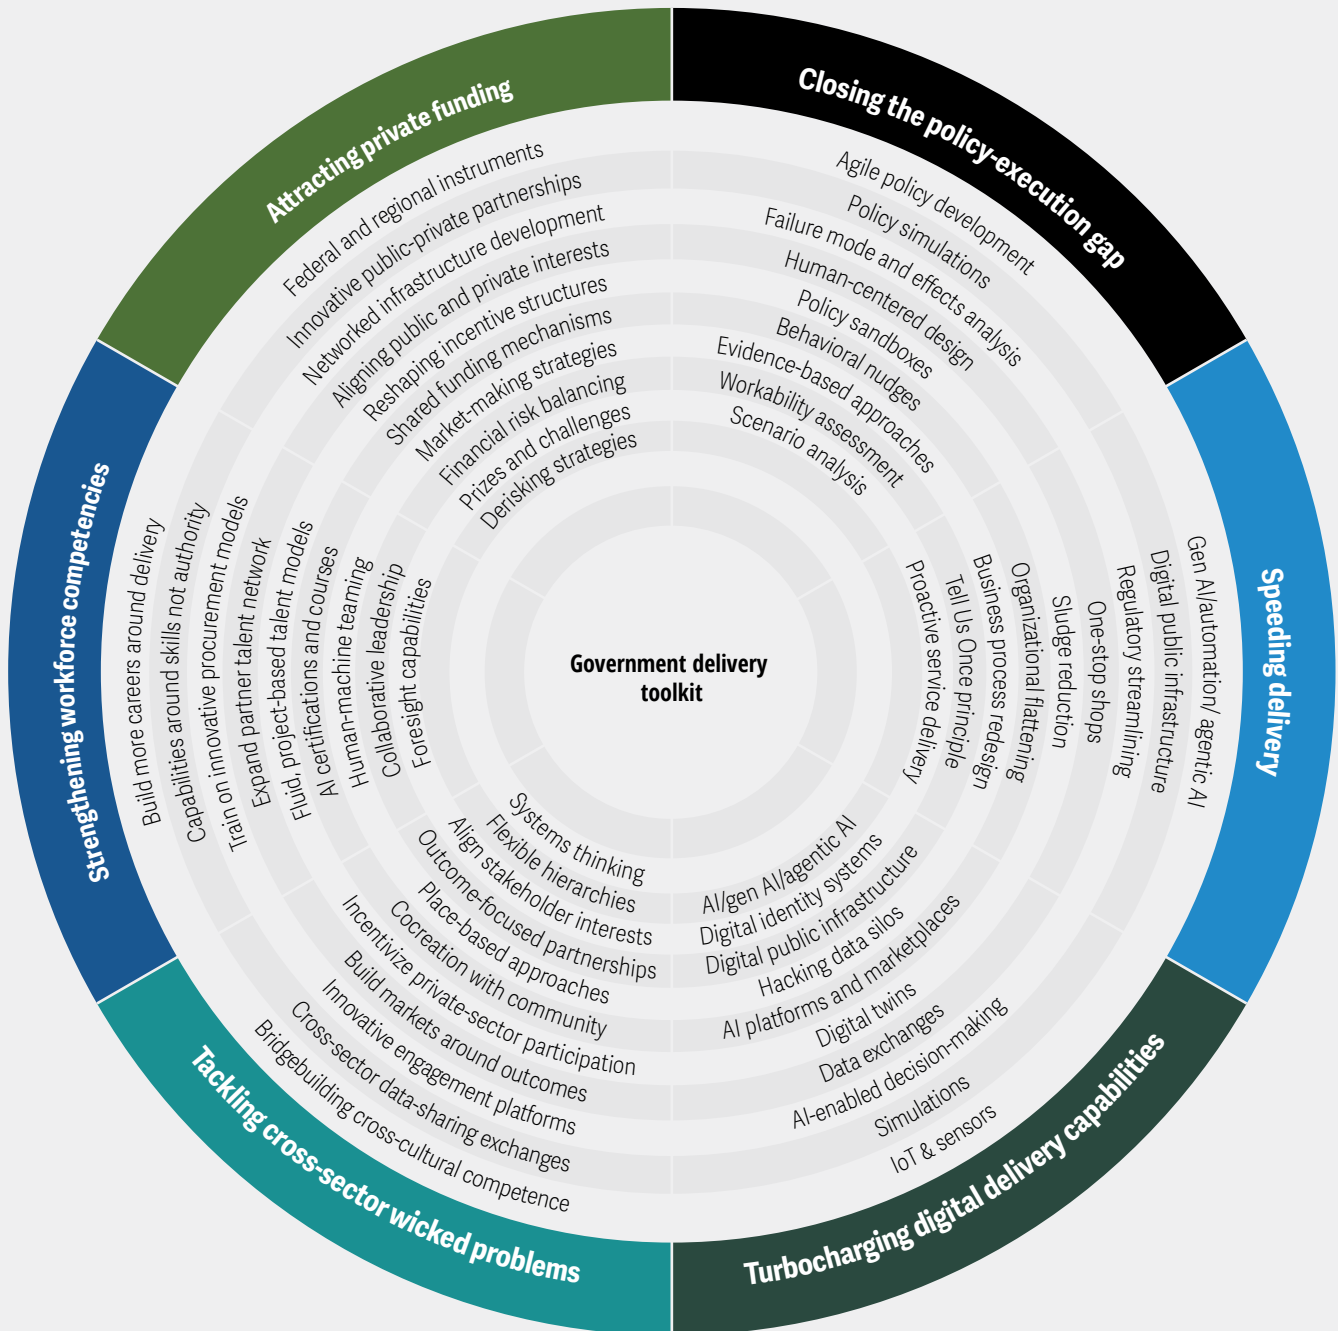 Government delivery
toolkit
Closing the policy-execution gap
Agile policy development
Policy simulations
Failure mode and effects analysis
Human-centered design
Policy sandboxes
Behavioral nudges
Evidence-based approaches
Workability assessment
Scenario analysis
Speeding delivery
Gen AI/automation/ agentic AI
Digital public infrastructure
Regulatory streamlining
One-stop shops
Sludge reduction
Organizational flattening
Business process redesign
Tell Us Once principle
Proactive service delivery
Turbocharging digital delivery capabilities
AI/gen AI/agentic AI
Digital identity systems
Digital public infrastructure
Hacking data silos
AI platforms and marketplaces
Digital twins
Data exchanges
AI-enabled decision-making
Simulations
IoT & sensors
Tackling cross-sector wicked problems
Systems thinking
Flexible hierarchies
Align stakeholder interests
Outcome-focused partnerships
Place-based approaches
Cocreation with community
Incentivize private-sector participation
Build markets around outcomes
Innovative engagement platforms
Cross-sector data-sharing exchanges
Bridgebuilding cross-cultural competence
Strengthening workforce competencies
Build more careers around delivery
Capabilities around skills not authority
Train on innovative procurement models
Expand partner talent network
Fluid, project-based talent models
AI certifications and courses
Human-machine teaming
Collaborative leadership
Foresight capabilities
Attracting private funding
Federal and regional instruments
Innovative public-private partnerships
Networked infrastructure development
Aligning public and private interests
Reshaping incentive structures
Shared funding mechanisms
Market-making strategies
Financial risk balancing
Prizes and challenges
Derisking strategies